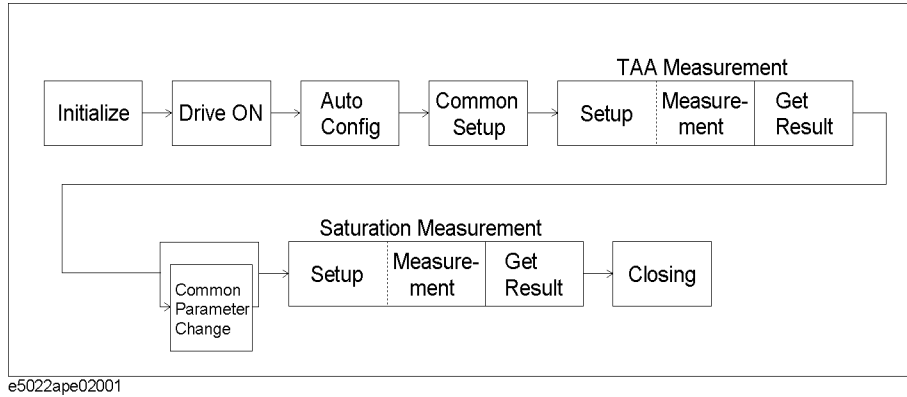 TAA Measurement
Initialize
Drive ON
Auto
Config
Common
Setup
Setup
Measure-
ment
Get
Result
Saturation Measurement
Common
Parameter
Change
Setup
Measure-
ment
Get
Result
Closing
e5022ape02001